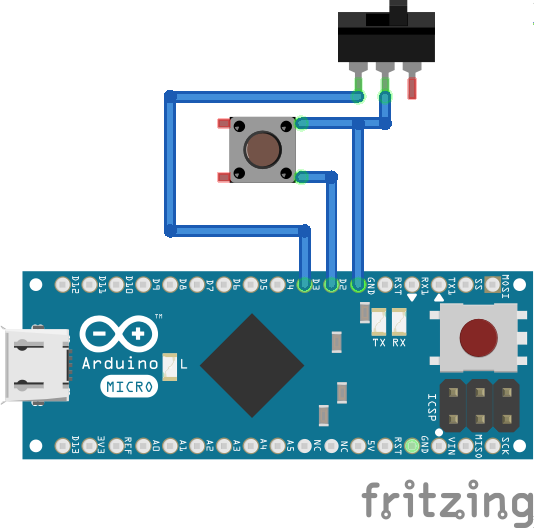 D12 D11 D10 D9 D8 D7 D6 D5 D4 D3 D2 GND RST RX1 TX1 SS MOSI
™
Arduino
MICRO
L
TX RX
ICSP
D13 3V3 REF A0 A1 A2 A3 A4 A5 NC NC 5V RST GND VIN MISO SCK
fritzing